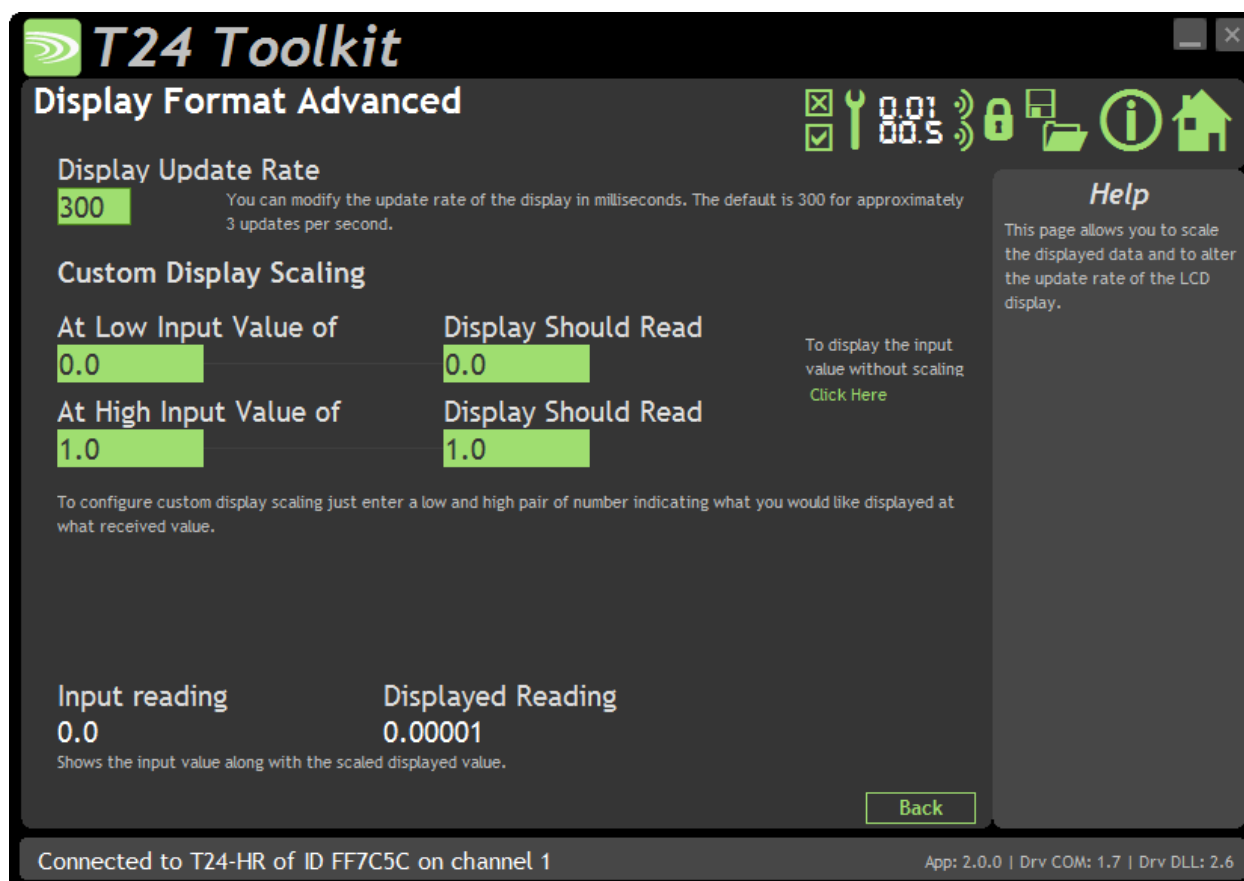 T24 Toolkit
Display Format Advanced
0.01
00.5
Display Update Rate
300
You can modify the update rate of the display in milliseconds. The default is 300 for approximately
3 updates per second.
Custom Display Scaling
At Low Input Value of
Display Should Read
0.0
0.0
At High Input Value of
Display Should Read
1.0
1.0
To display the input
value without scaling
Click Here
To configure custom display scaling just enter a low and high pair of number indicating what you would like displayed at
what received value.
Input reading
Displayed Reading
0.0
0.00001
Shows the input value along with the scaled displayed value.
Back
Help
This page allows you to scale
the displayed data and to alter
the update rate of the LCD
display.
Connected to T24-HR of ID FF7C5C on channel 1
App: 2.0.0 | Drv COM: 1.7 | Drv DLL: 2.6